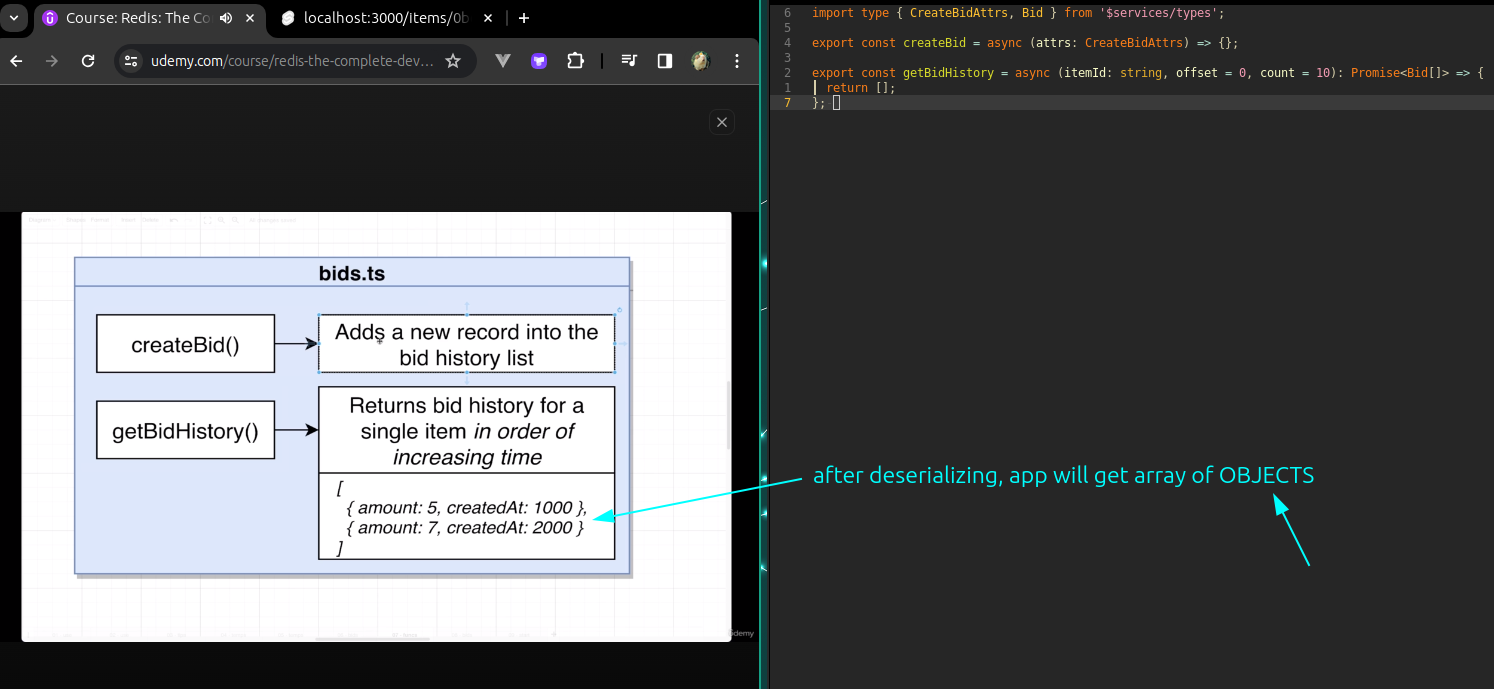 Course: Redis: The Co
localhost:3000/items/0b
udemy.com/course/redis-the-complete-dev...
bids.ts
createBid()
Adds a new record into the
bid history list
getBidHistory()
Returns bid history for a
single item in order of
increasing time
[
{ amount: 5, createdAt: 1000 },
{ amount: 7, createdAt: 2000 }
]
udemy
6 import type { CreateBidAttrs, Bid } from '$services/types';
5
4 export const createBid = async (attrs: CreateBidAttrs) => {};
3
2 export const getBidHistory = async (itemId: string, offset = 0, count = 10): Promise<Bid[]> => {
1 return [];
7 };
after deserializing, app will get array of OBJECTS